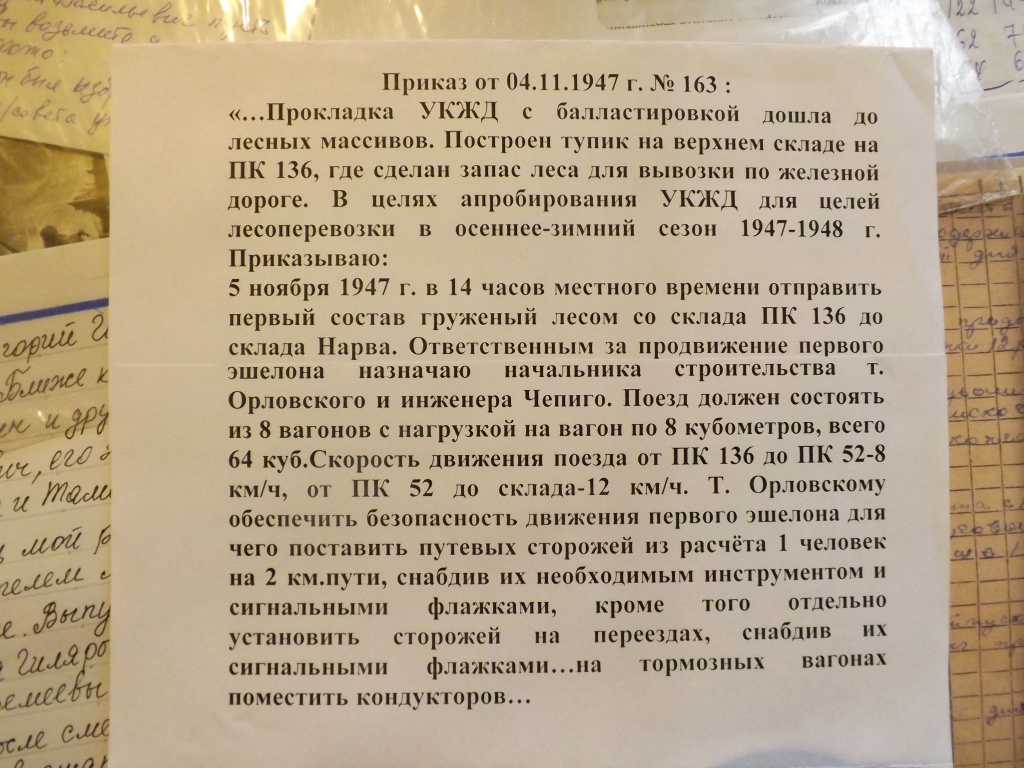 Приказ от 04.11.1947 г. № 163 :
«…Прокладка УКЖД с балластировкой дошла до
лесных массивов. Построен тупик на верхнем складе на
ПК 136, где сделан запас леса для вывозки по железной
дороге. В целях апробирования УКЖД для целей
лесоперевозки в осеннее-зимний сезон 1947-1948 г.
Приказываю:
5 ноября 1947 г. в 14 часов местного времени отправить
первый состав груженый лесом со склада ПК 136 до
склада Нарва. Ответственным за продвижение первого
эшелона назначаю начальника строительства т.
Орловского и инженера Чепиго. Поезд должен состоять
из 8 вагонов с нагрузкой на вагон по 8 кубометров, всего
64 куб.Скорость движения поезда от ПК 136 до ПК 52-8
км/ч, от ПК 52 до склада-12 км/ч. Т. Орловскому
обеспечить безопасность движения первого эшелона для
чего поставить путевых сторожей из расчёта 1 человек
на 2 км.пути, снабдив их необходимым инструментом и
сигнальными флажками, кроме того отдельно
установить сторожей на переездах, снабдив их
сигнальными флажками…на тормозных вагонах
поместить кондукторов…